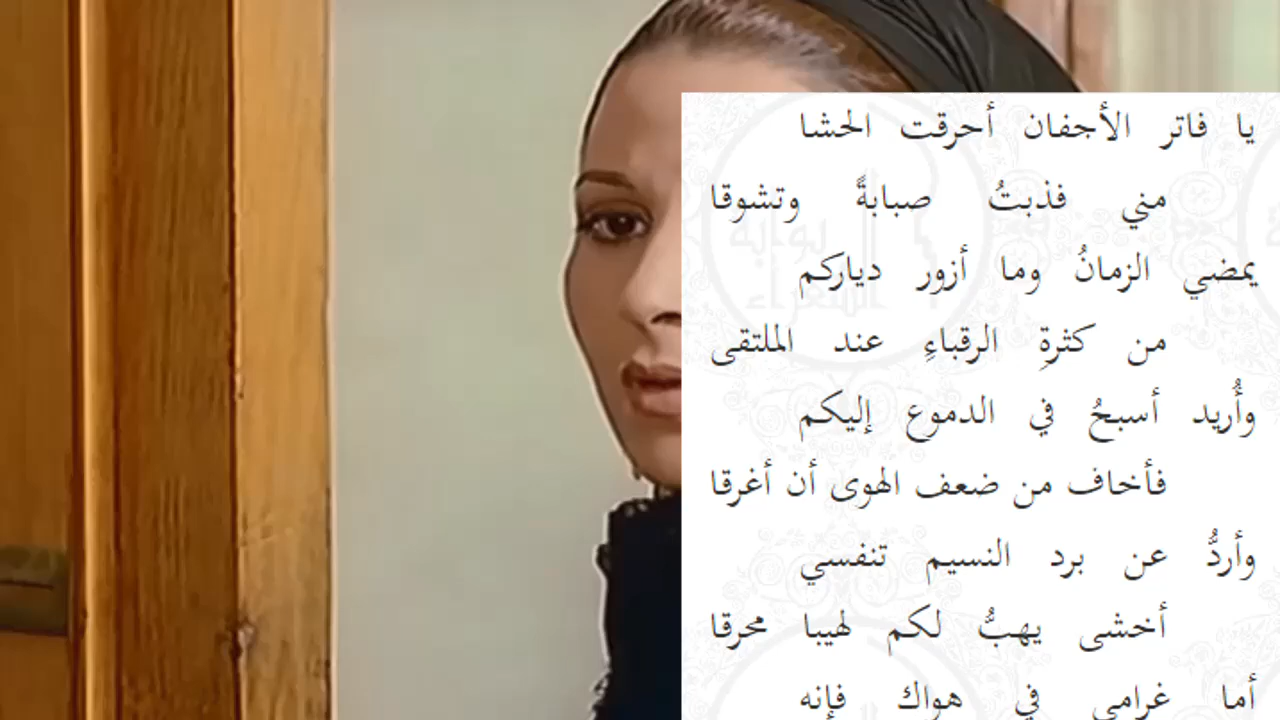 يا فاتر الأجفان أحرقت الحشا
مني فذبتُ صبابةً وتشوقا
يمضي الزمانُ وما أزور دياركم
من كثرةِ الرقباءِ عند الملتقى
وأُريد أسبحُ في الدموع إليكم
فأخاف من ضعف الهوى أن أغرقا
وأردُّ عن برد النسيم تنفسي
أخشى يهبُّ لكم لهيبا محرقا
أما غرامي في هواك فإنه